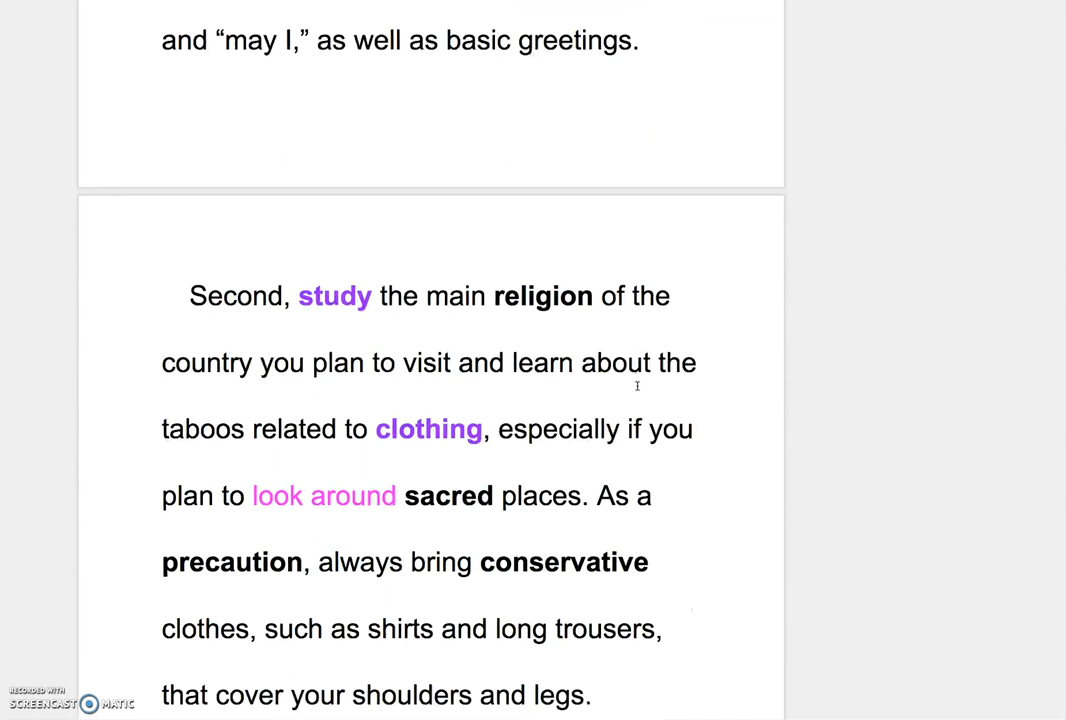 and “may I,” as well as basic greetings.
Second, study the main religion of the
country you plan to visit and learn about the
taboos related to clothing, especially if you
plan to look around sacred places. As a
precaution, always bring conservative
clothes, such as shirts and long trousers,
that cover your shoulders and legs.
RECORDED WITH
SCREENCAST MATIC